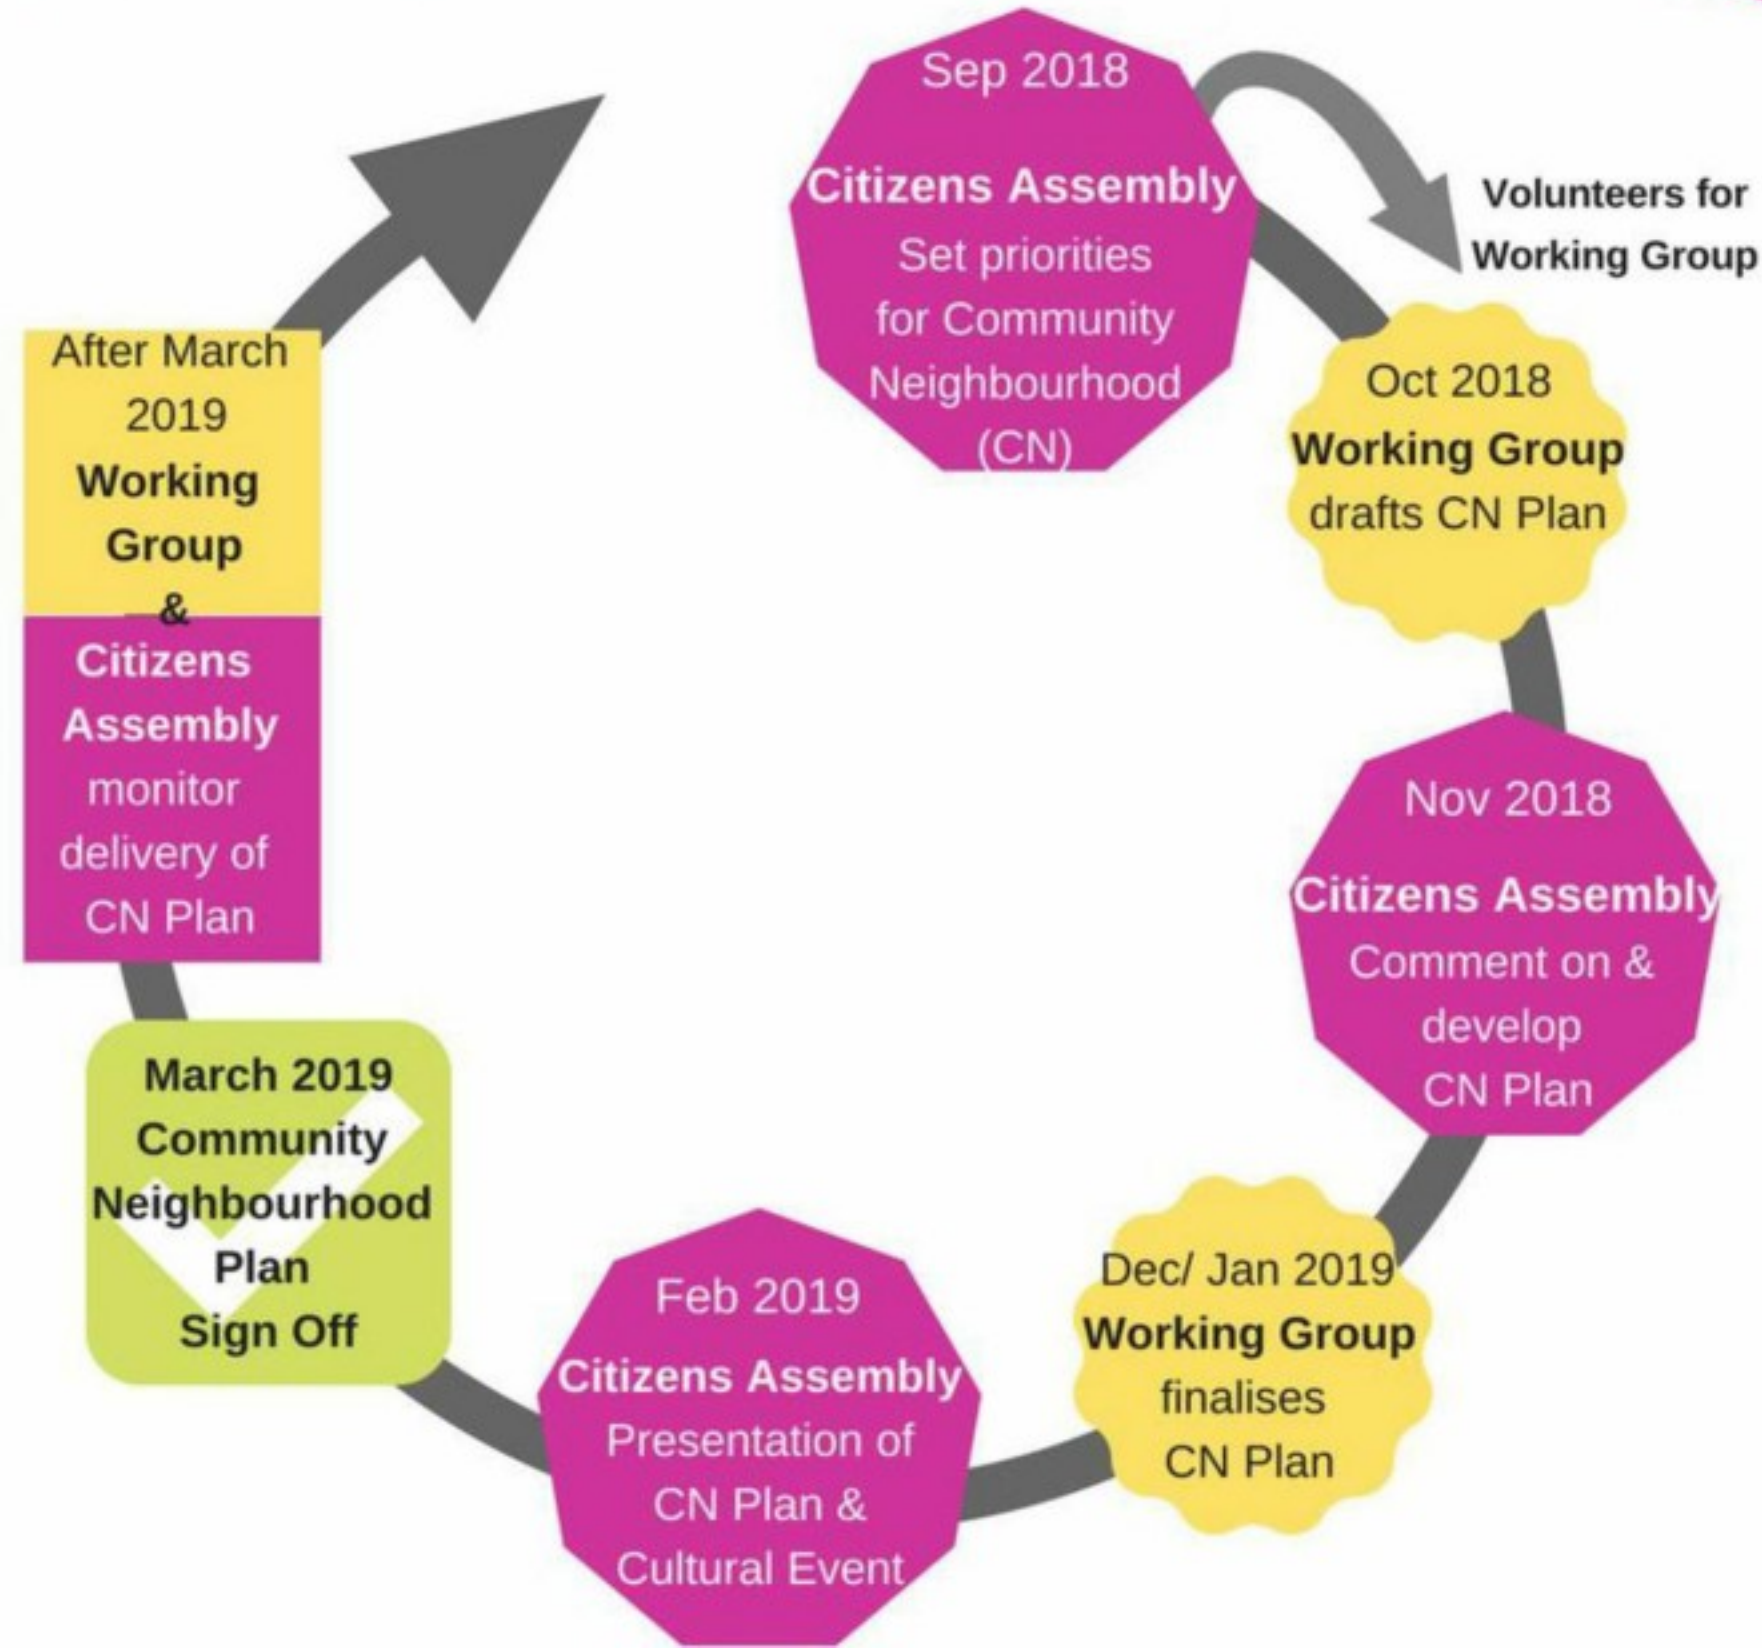 Sep 2018
Citizens Assembly
Set priorities
for Community
Neighbourhood
(CN)
Volunteers for
Working Group
Oct 2018
Working Group
drafts CN Plan
Nov 2018
Citizens Assembly
Comment on &
develop
CN Plan
Dec/ Jan 2019
Working Group
finalises
CN Plan
Feb 2019
Citizens Assembly
Presentation of
CN Plan &
Cultural Event
March 2019
Community
Neighbourhood
Plan
Sign Off
After March
2019
Working
Group
&
Citizens
Assembly
monitor
delivery of
CN Plan